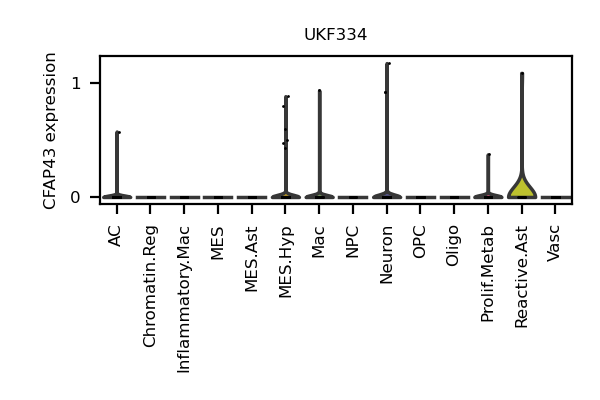 UKF334
CFAP43 expression
1
0
AC
Chromatin.Reg
Inflammatory.Mac
MES
MES.Ast
MES.Hyp
Mac
NPC
Neuron
OPC
Oligo
Prolif.Metab
Reactive.Ast
Vasc